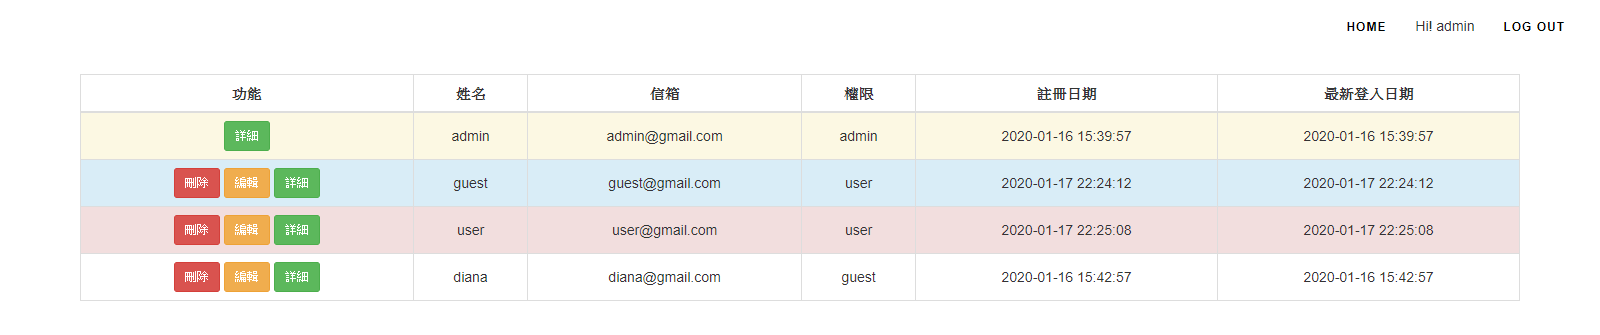 HOME Hi! admin LOG OUT
功能 姓名 信箱 權限 註冊日期 最新登入日期
詳細 admin admin@gmail.com admin 2020-01-16 15:39:57 2020-01-16 15:39:57
刪除 編輯 詳細 guest guest@gmail.com user 2020-01-17 22:24:12 2020-01-17 22:24:12
刪除 編輯 詳細 user user@gmail.com user 2020-01-17 22:25:08 2020-01-17 22:25:08
刪除 編輯 詳細 diana diana@gmail.com guest 2020-01-16 15:42:57 2020-01-16 15:42:57